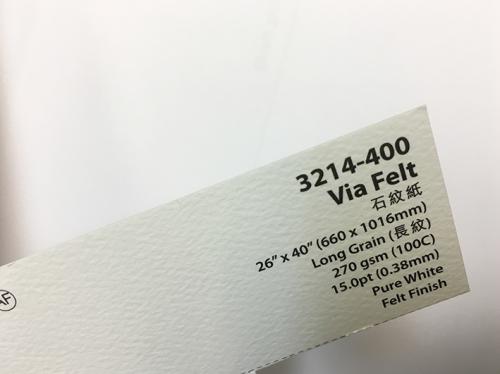 3214-400
Via Felt
石紋紙
26" x 40" (660 x 1016mm)
Long Grain (長紋)
270 gsm (100C)
15.0pt (0.38mm)
Pure White
Felt Finish
AF